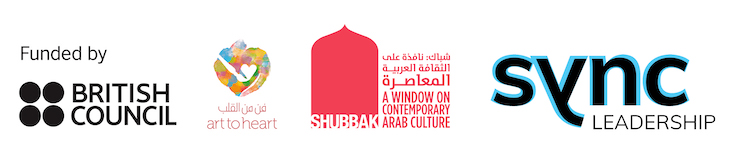 Funded by
BRITISH
COUNCIL
فن من القلب
art to heart
شباك: نافذة على
الثقافة العربية
المعاصرة
A WINDOW ON
CONTEMPORARY
SHUBBAK ARAB CULTURE
sync
LEADERSHIP